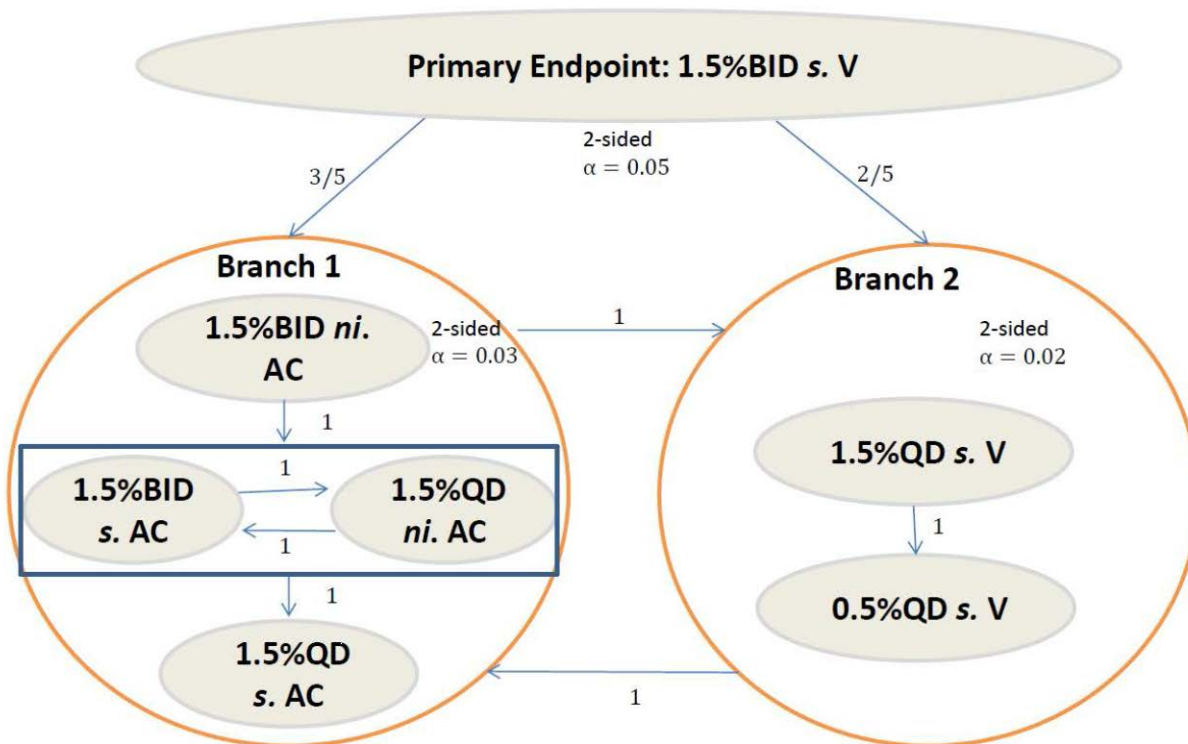 Primary Endpoint: 1.5%BID s. V
2-sided
α = 0.05
3/5
2/5
Branch 1
1.5%BID ni.
AC
2-sided
α = 0.03
1
1
1.5%BID
s. AC
1
1
1.5%QD
ni. AC
1
1.5%QD
s. AC
Branch 2
2-sided
α = 0.02
1.5%QD s. V
1
0.5%QD s. V
1